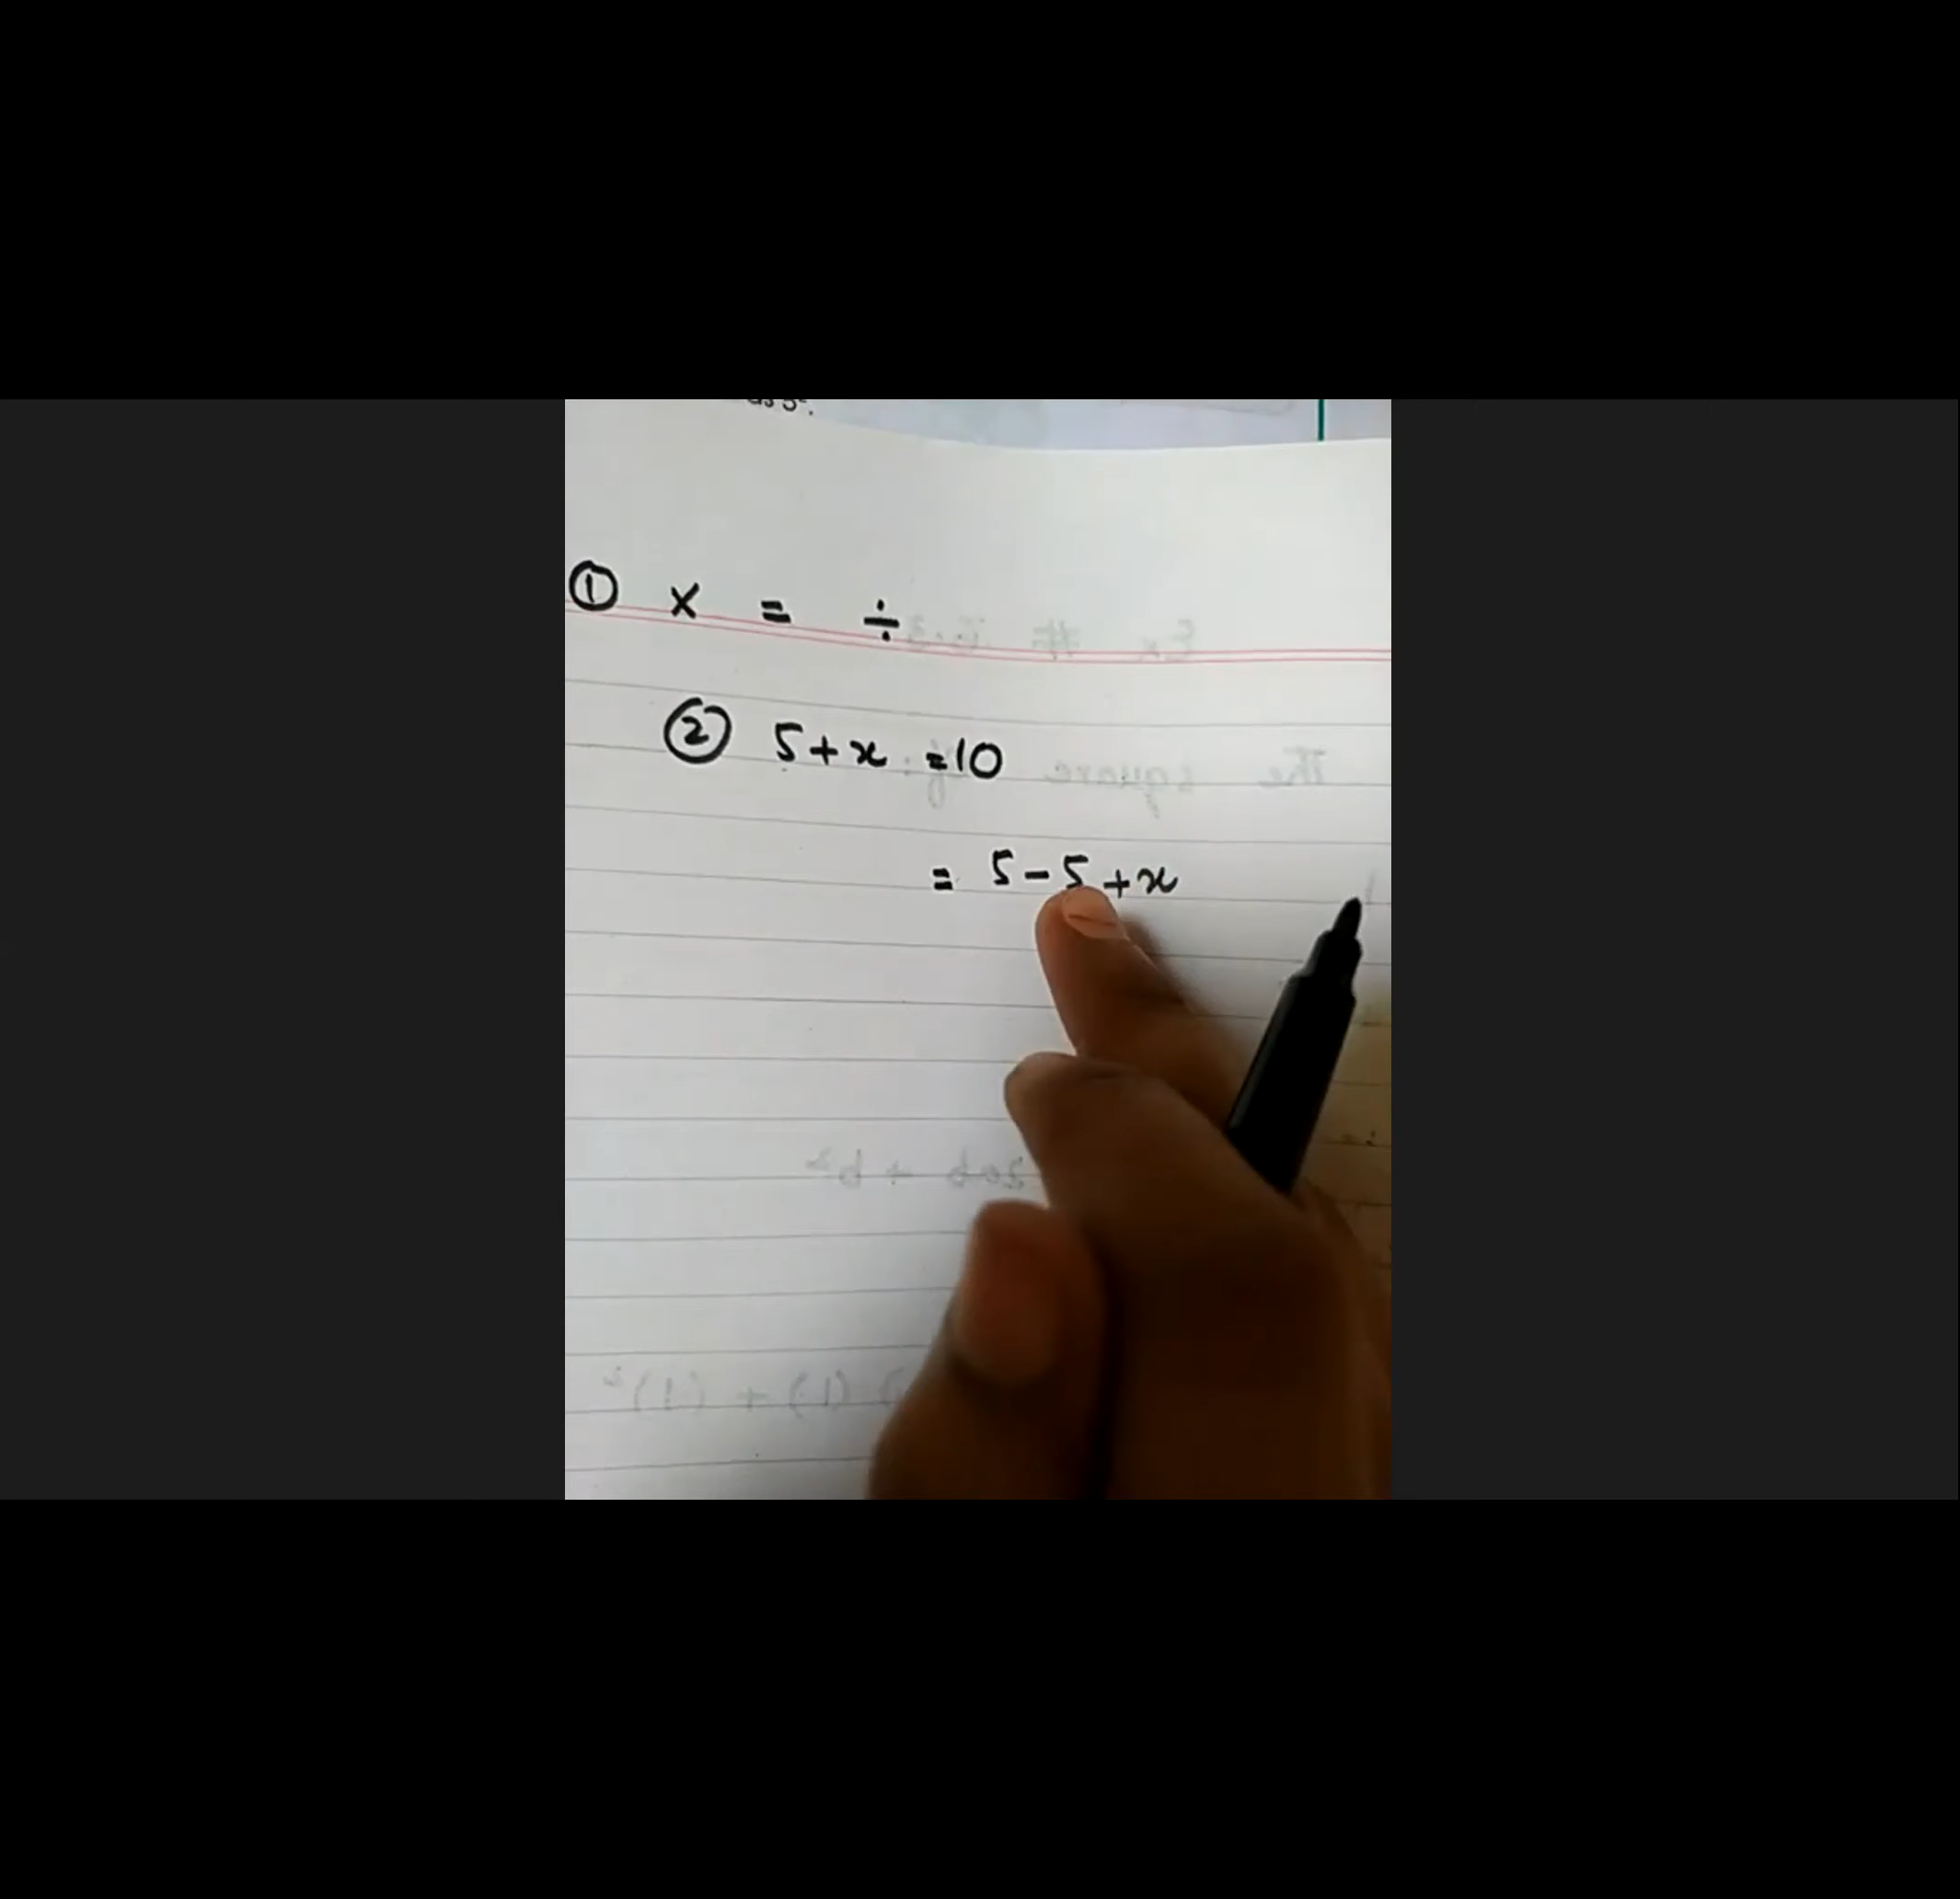 ① × = ÷
② 5+x =10
= 5-5+x